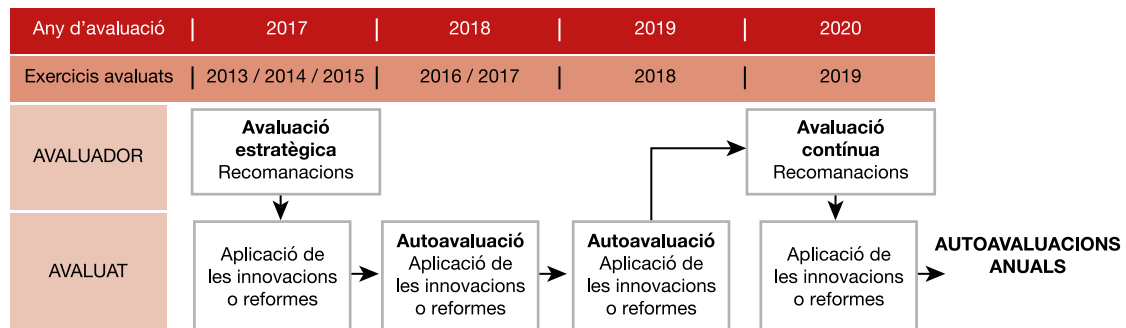 Any d’avaluació | 2017 | 2018 | 2019 | 2020
Exercicis avaluats | 2013 / 2014 / 2015 | 2016 / 2017 | 2018 | 2019
AVALUADOR
Avaluació
estratègica
Recomanacions
Avaluació
contínua
Recomanacions
AVALUAT
Aplicació de
les innovacions
o reformes
Autoavaluació
Aplicació de
les innovacions
o reformes
Autoavaluació
Aplicació de
les innovacions
o reformes
Aplicació de
les innovacions
o reformes
AUTOAVALUACIONS
ANUALS